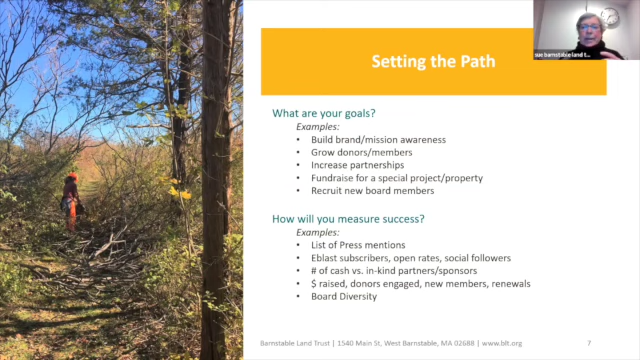 Setting the Path
sue barnstable land t...
What are your goals?
Examples:
• Build brand/mission awareness
• Grow donors/members
• Increase partnerships
• Fundraise for a special project/property
• Recruit new board members
How will you measure success?
Examples:
• List of Press mentions
• Eblast subscribers, open rates, social followers
• # of cash vs. in-kind partners/sponsors
• $ raised, donors engaged, new members, renewals
• Board Diversity
Barnstable Land Trust | 1540 Main St, West Barnstable, MA 02688 | www.blt.org
7